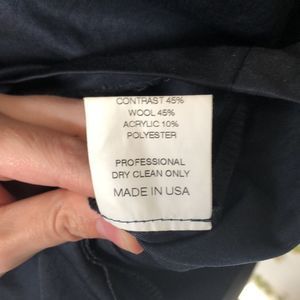 CONTRAST 45%
WOOL 45%
ACRYLIC 10%
POLYESTER
PROFESSIONAL
DRY CLEAN ONLY
MADE IN USA